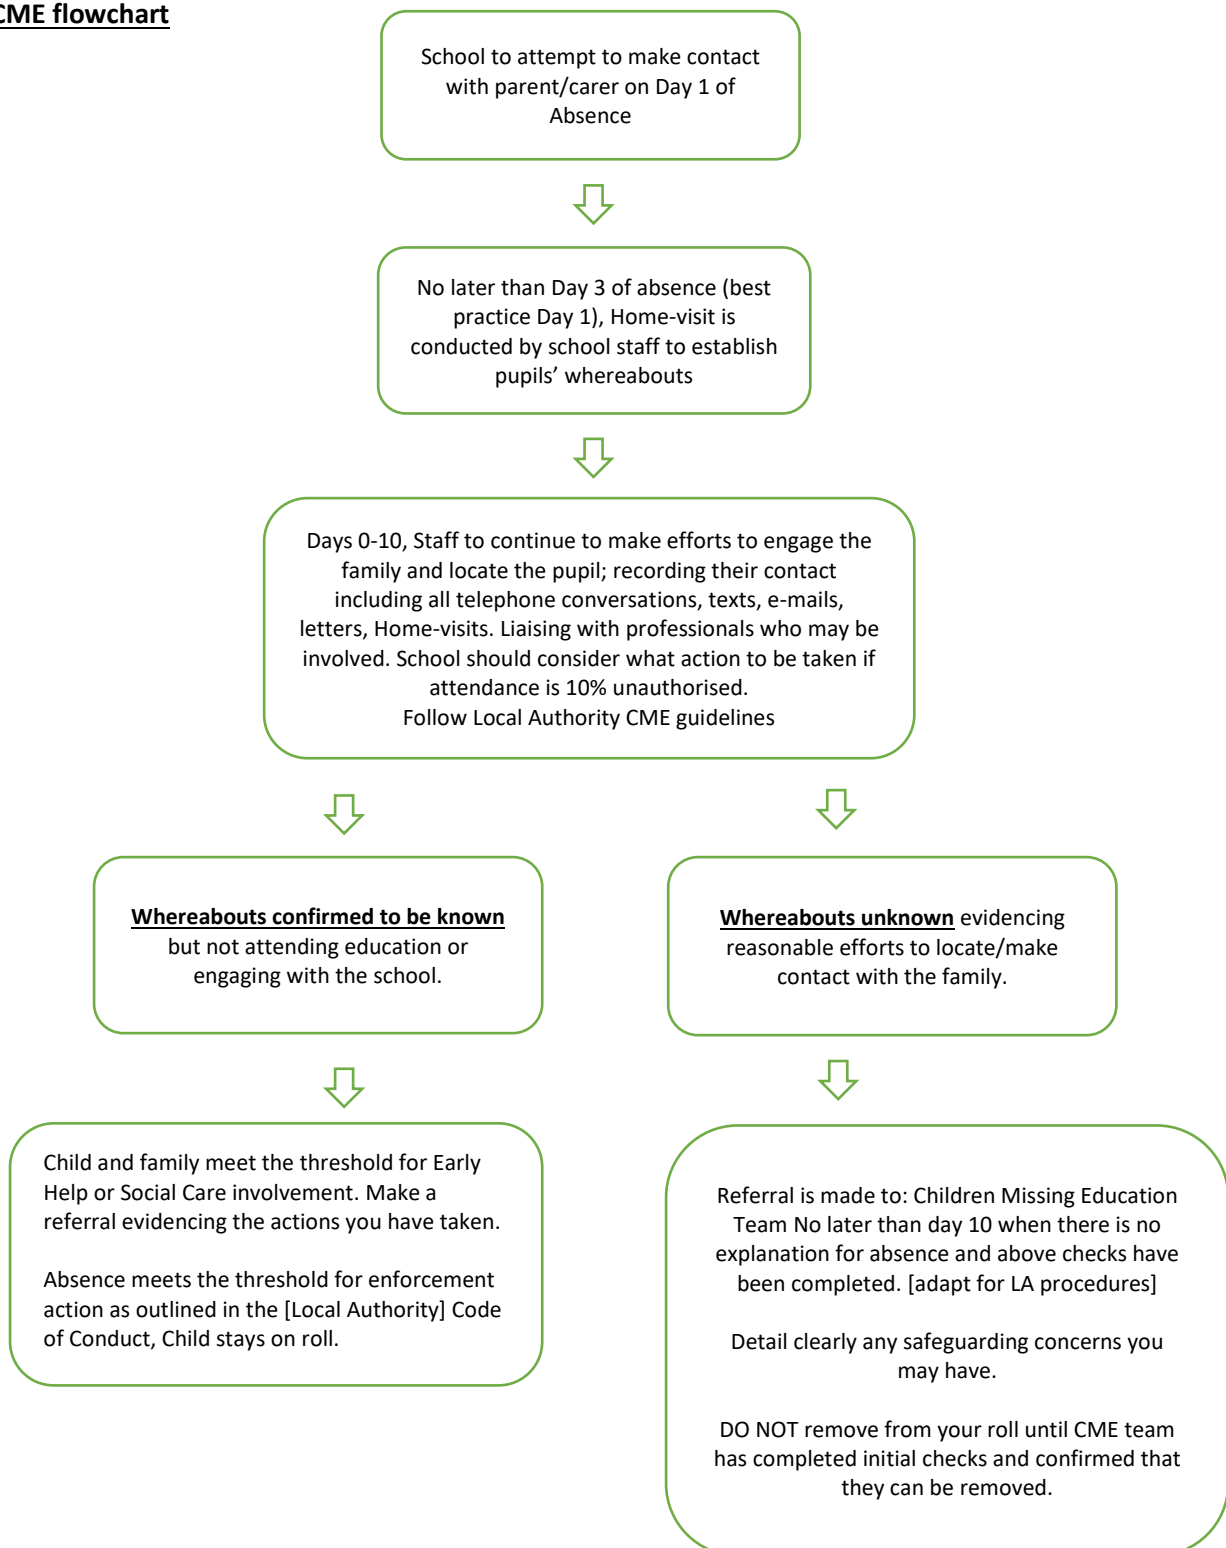 CME flowchart
School to attempt to make contact
with parent/carer on Day 1 of
Absence
No later than Day 3 of absence (best
practice Day 1), Home-visit is
conducted by school staff to establish
pupils’ whereabouts
Days 0-10, Staff to continue to make efforts to engage the
family and locate the pupil; recording their contact
including all telephone conversations, texts, e-mails,
letters, Home-visits. Liaising with professionals who may be
involved. School should consider what action to be taken if
attendance is 10% unauthorised.
Follow Local Authority CME guidelines
Whereabouts confirmed to be known
but not attending education or
engaging with the school.
Whereabouts unknown evidencing
reasonable efforts to locate/make
contact with the family.
Child and family meet the threshold for Early
Help or Social Care involvement. Make a
referral evidencing the actions you have taken.
Absence meets the threshold for enforcement
action as outlined in the [Local Authority] Code
of Conduct, Child stays on roll.
Referral is made to: Children Missing Education
Team No later than day 10 when there is no
explanation for absence and above checks have
been completed. [adapt for LA procedures]
Detail clearly any safeguarding concerns you
may have.
DO NOT remove from your roll until CME team
has completed initial checks and confirmed that
they can be removed.